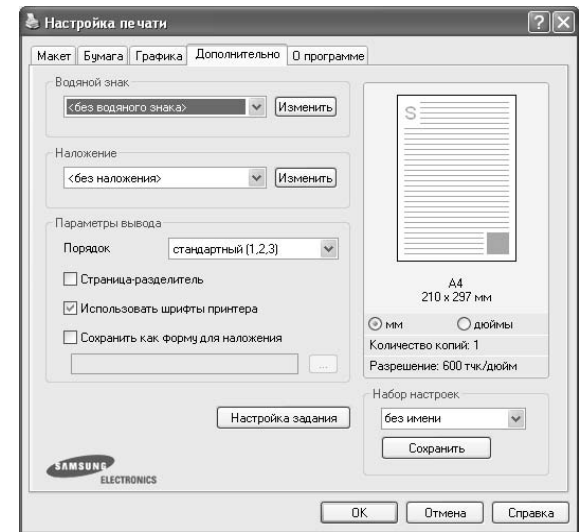 Настройка печати
Макет Бумага Графика Дополнительно О программе
Водяной знак
<без водяного знака> Изменить
Наложение
<без наложения> Изменить
Параметры вывода
Порядок стандартный (1,2,3)
Страница-разделитель
Использовать шрифты принтера
Сохранить как форму для наложения
...
Настройка задания
SAMSUNG
ELECTRONICS
S
A4
210 x 297 мм
мм дюймы
Количество копий: 1
Разрешение: 600 тчк/дюйм
Набор настроек
без имени
Сохранить
OK Отмена Справка